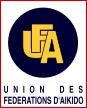 UFA
UNION DES
FEDERATIONS D'AIKIDO